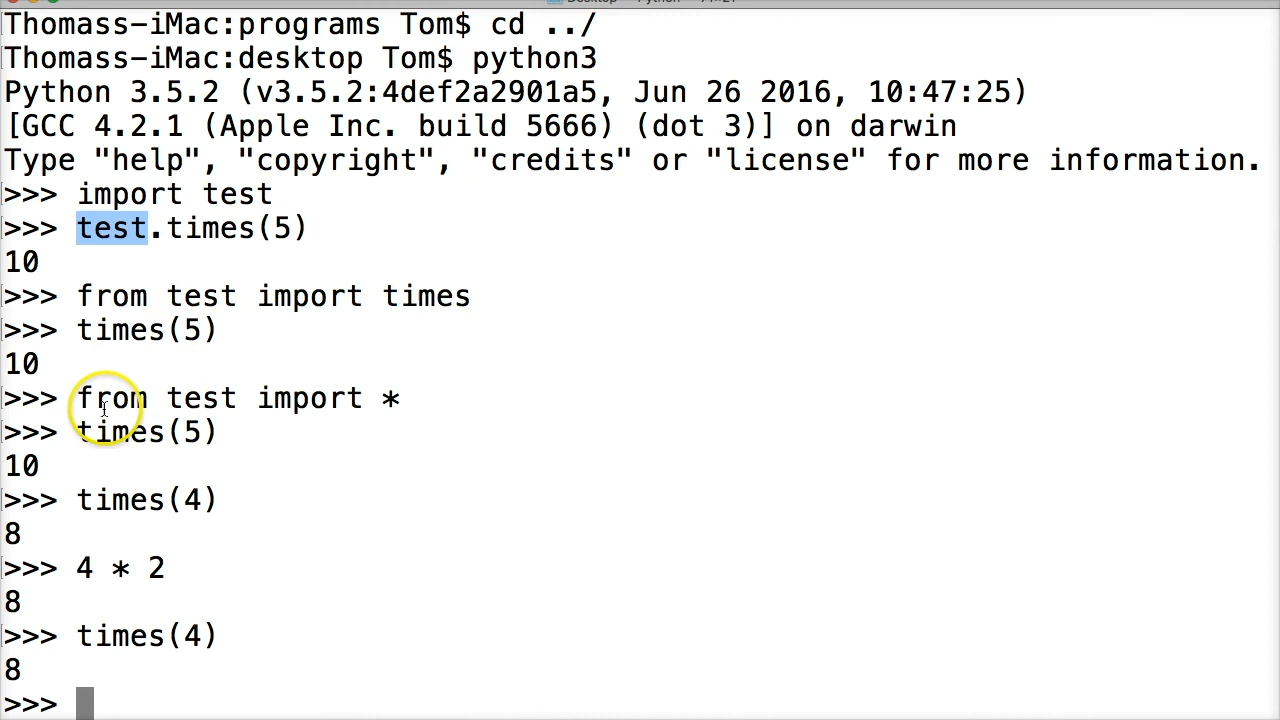 Thomass-iMac:programs Tom$ cd ../
Thomass-iMac:desktop Tom$ python3
Python 3.5.2 (v3.5.2:4def2a2901a5, Jun 26 2016, 10:47:25)
[GCC 4.2.1 (Apple Inc. build 5666) (dot 3)] on darwin
Type "help", "copyright", "credits" or "license" for more information.
>>> import test
>>> test.times(5)
10
>>> from test import times
>>> times(5)
10
>>> from test import *
>>> times(5)
10
>>> times(4)
8
>>> 4 * 2
8
>>> times(4)
8
>>>